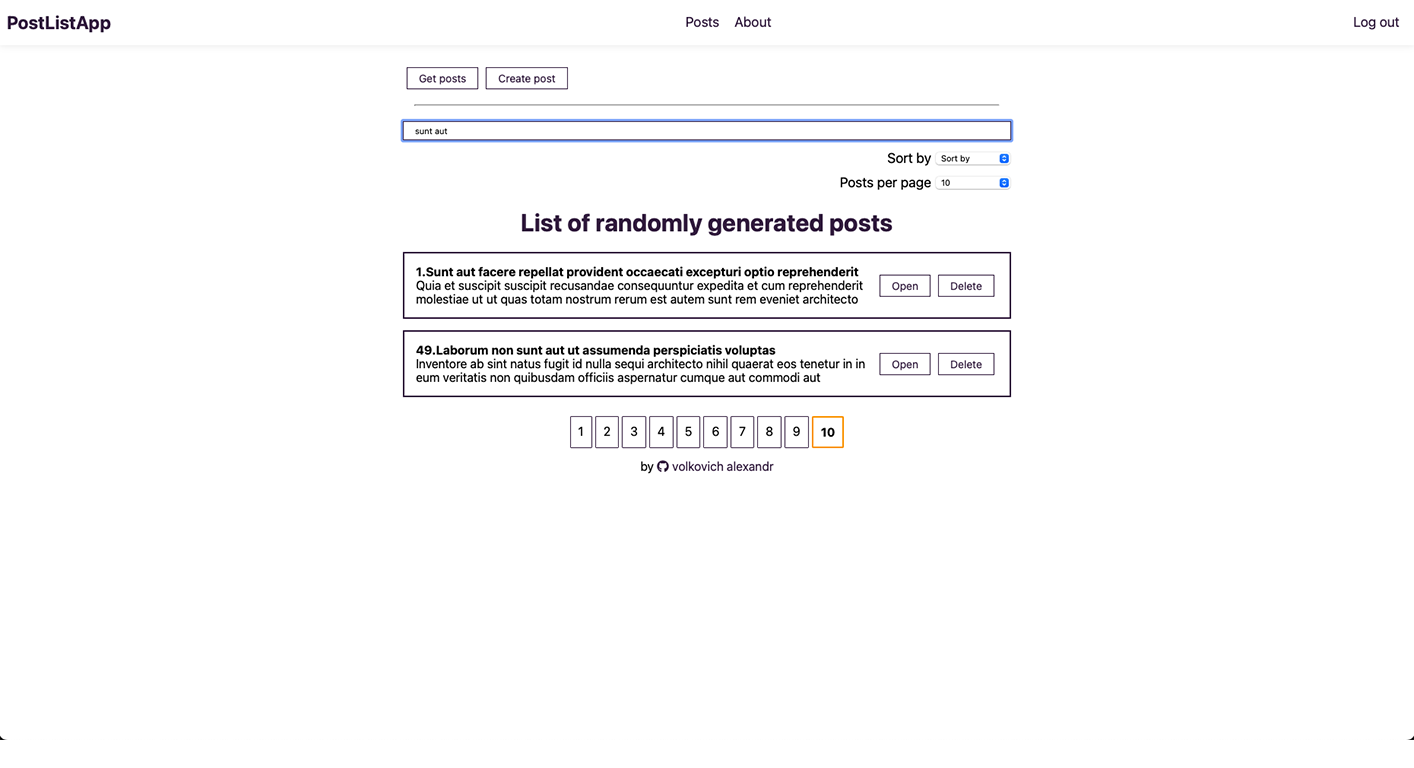 PostListApp
Posts About
Log out
Get posts Create post
sunt aut
Sort by Sort by
Posts per page 10
List of randomly generated posts
1.Sunt aut facere repellat provident occaecati excepturi optio reprehenderit
Quia et suscipit suscipit recusandae consequuntur expedita et cum reprehenderit
molestiae ut ut quas totam nostrum rerum est autem sunt rem eveniet architecto
Open Delete
49.Laborum non sunt aut ut assumenda perspiciatis voluptas
Inventore ab sint natus fugit id nulla sequi architecto nihil quaerat eos tenetur in in
eum veritatis non quibusdam officiis aspernatur cumque aut commodi aut
Open Delete
1 2 3 4 5 6 7 8 9 10
by volkovich alexandr